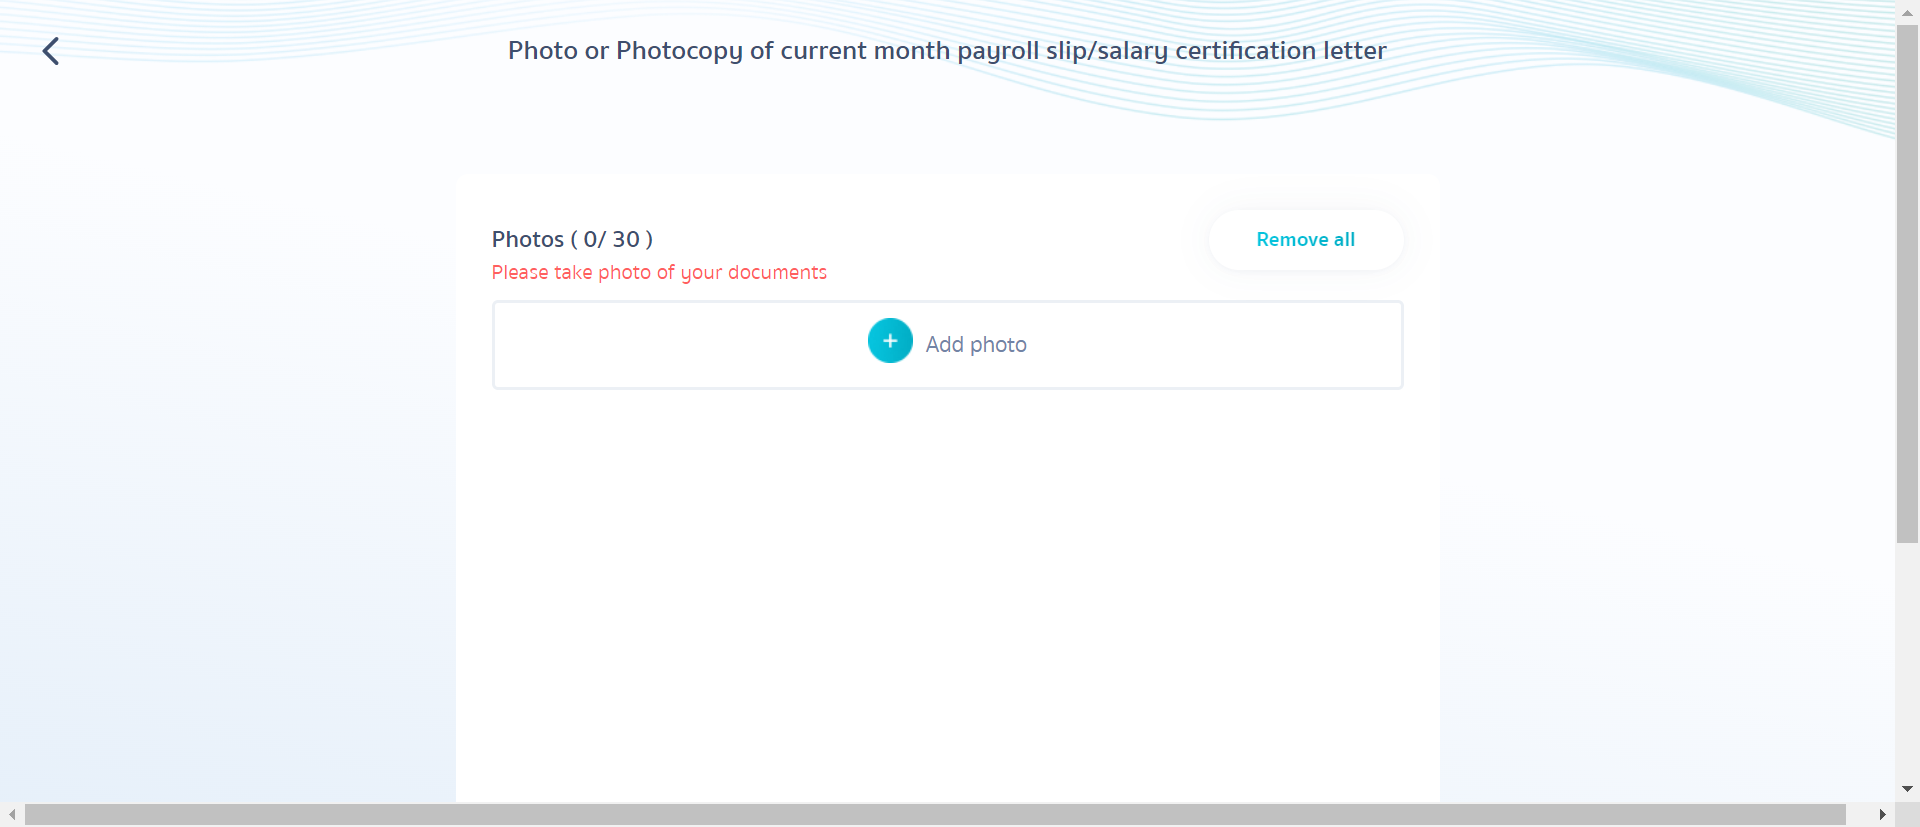 Photo or Photocopy of current month payroll slip/salary certification letter
Photos ( 0/ 30 )
Remove all
Please take photo of your documents
Add photo